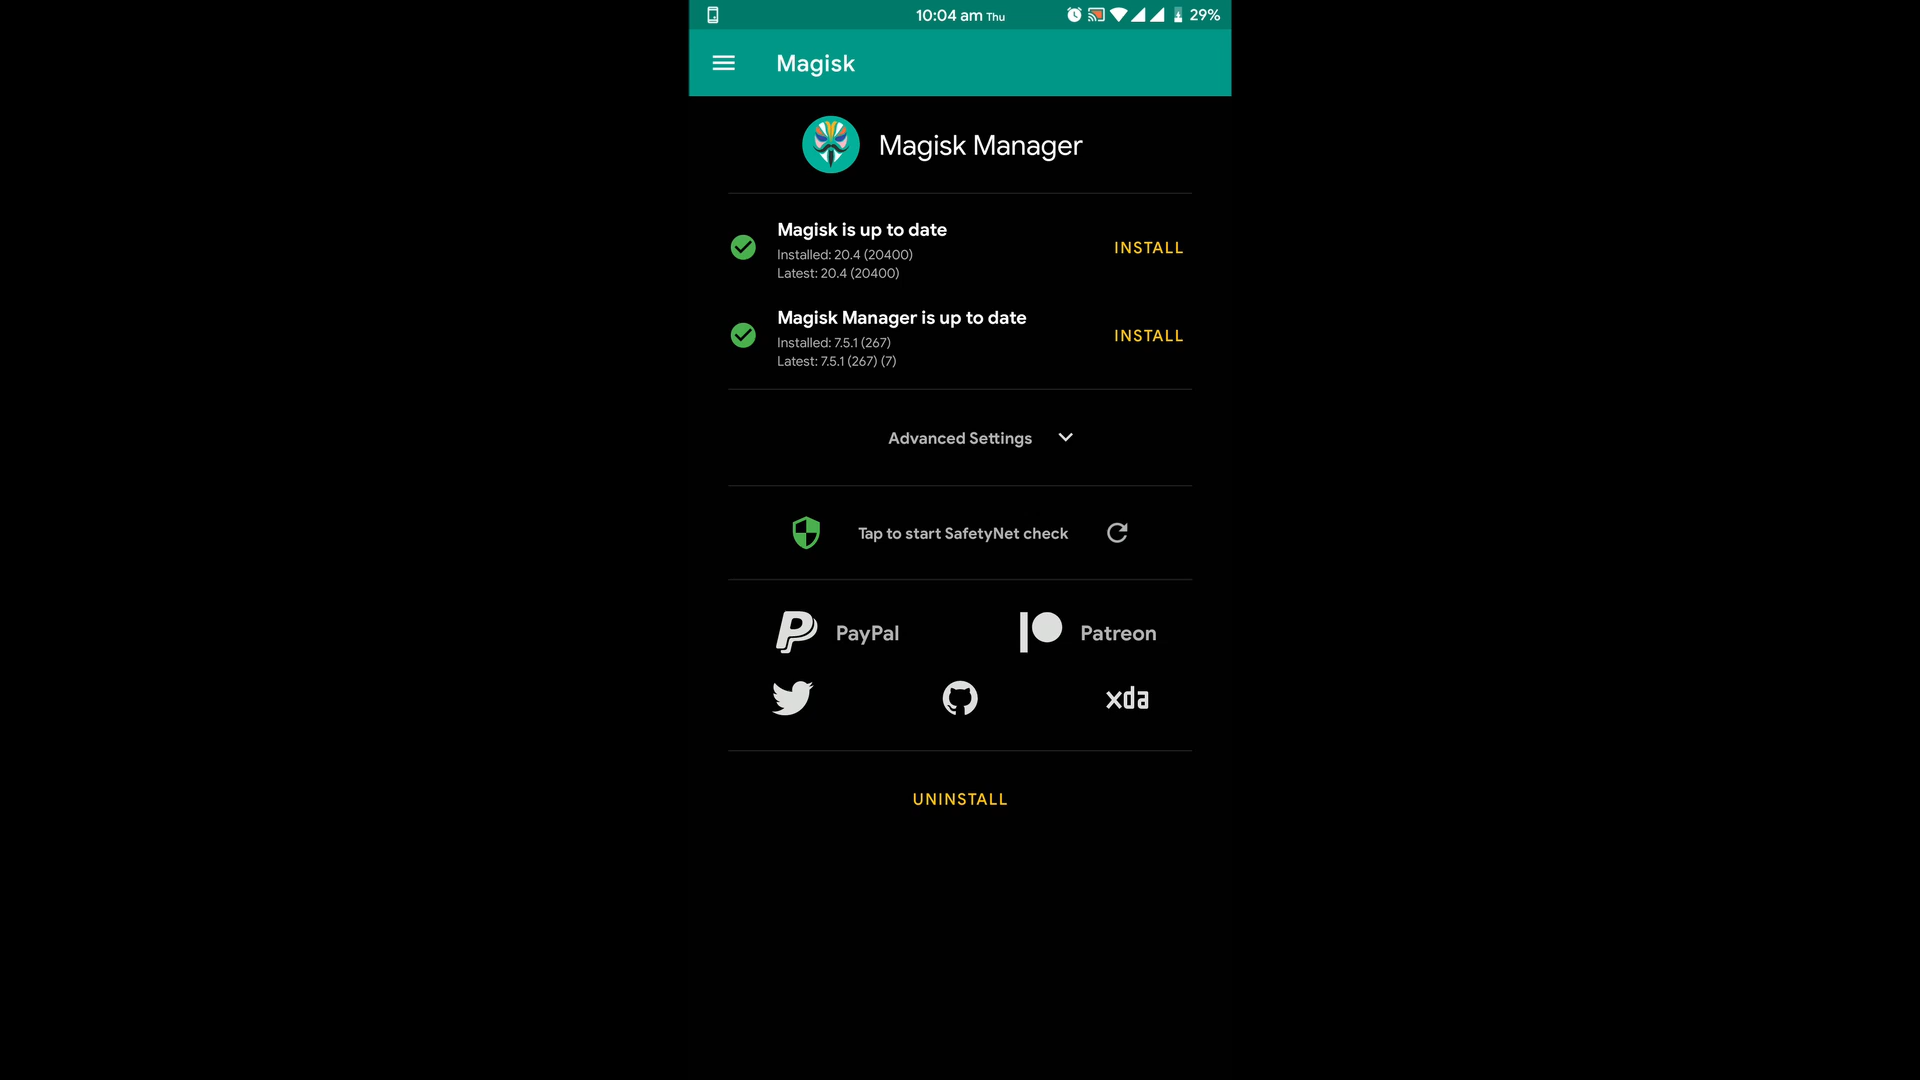 10:04 am Thu
29%
Magisk
Magisk Manager
Magisk is up to date
Installed: 20.4 (20400)
Latest: 20.4 (20400)
INSTALL
Magisk Manager is up to date
Installed: 7.5.1 (267)
Latest: 7.5.1 (267) (7)
INSTALL
Advanced Settings
Tap to start SafetyNet check
PayPal
Patreon
xda
UNINSTALL